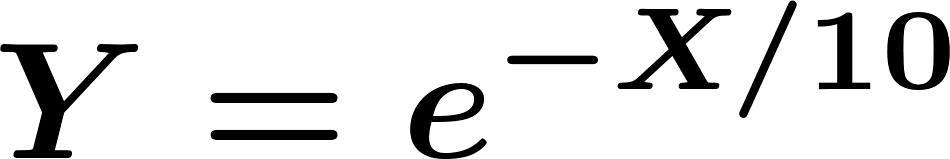 Y = e^{-X/10}